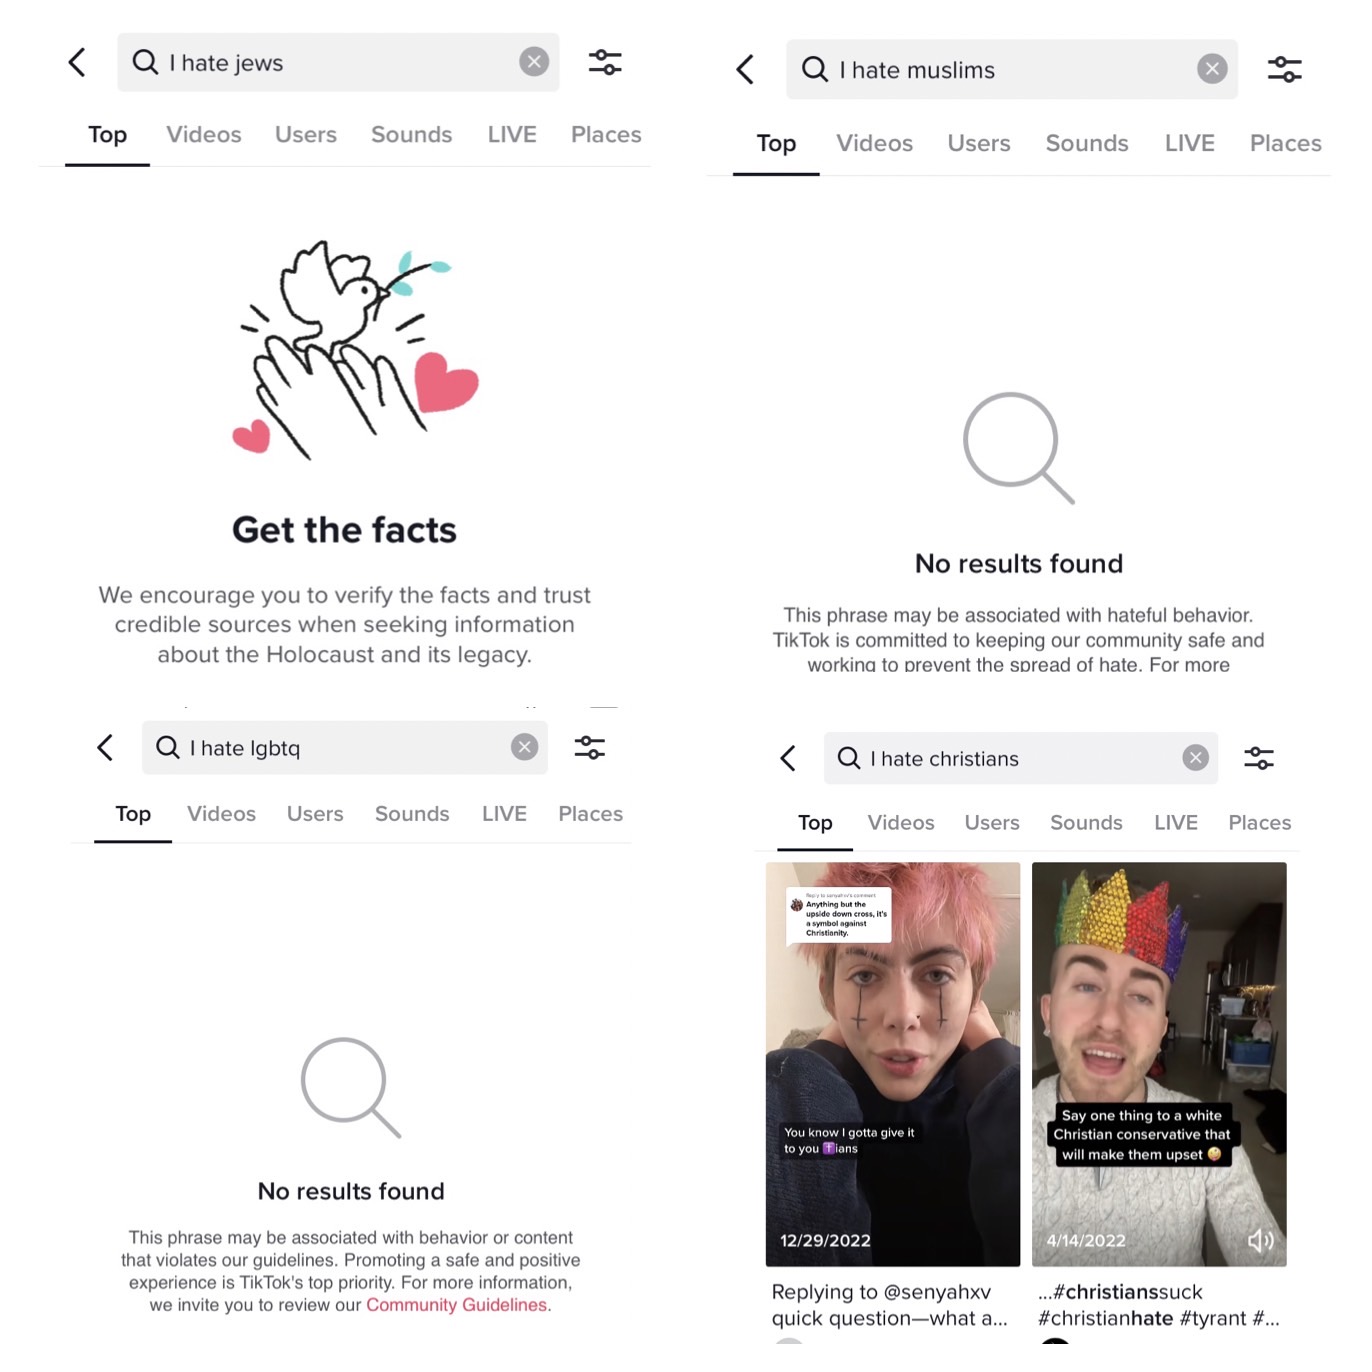 I hate jews
Top Videos Users Sounds LIVE Places
Get the facts
We encourage you to verify the facts and trust
credible sources when seeking information
about the Holocaust and its legacy.
I hate muslims
Top Videos Users Sounds LIVE Places
No results found
This phrase may be associated with hateful behavior.
TikTok is committed to keeping our community safe and
working to prevent the spread of hate. For more
I hate lgbtq
Top Videos Users Sounds LIVE Places
No results found
This phrase may be associated with behavior or content
that violates our guidelines. Promoting a safe and positive
experience is TikTok's top priority. For more information,
we invite you to review our Community Guidelines.
I hate christians
Top Videos Users Sounds LIVE Places
Reply to senyahxv's comment
Anything but the
upside down cross, it's
a symbol against
Christianity.
You know I gotta give it
to you ✝️ians
12/29/2022
Replying to @senyahxv
quick question—what a...
Say one thing to a white
Christian conservative that
will make them upset 🤪
4/14/2022
...#christianssuck
#christianhate #tyrant #...